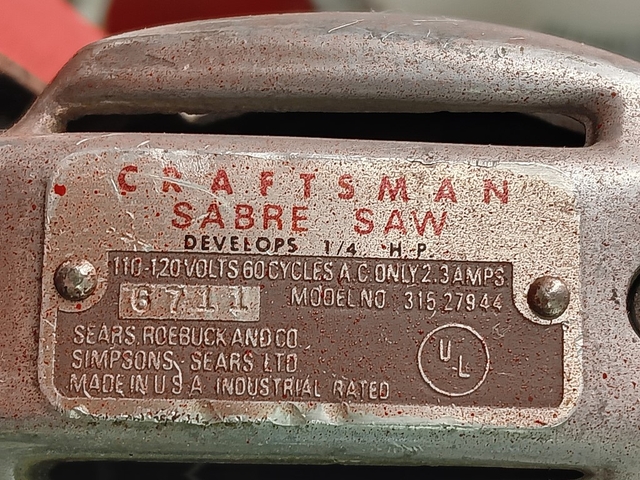 CRAFTSMAN
SABRE SAW
DEVELOPS 1/4 H.P.
110-120 VOLTS 60 CYCLES A.C. ONLY 2.3 AMPS.
6711 MODEL NO. 315.27944
SEARS, ROEBUCK AND CO.
SIMPSONS-SEARS LTD.
MADE IN U.S.A. INDUSTRIAL RATED
UL